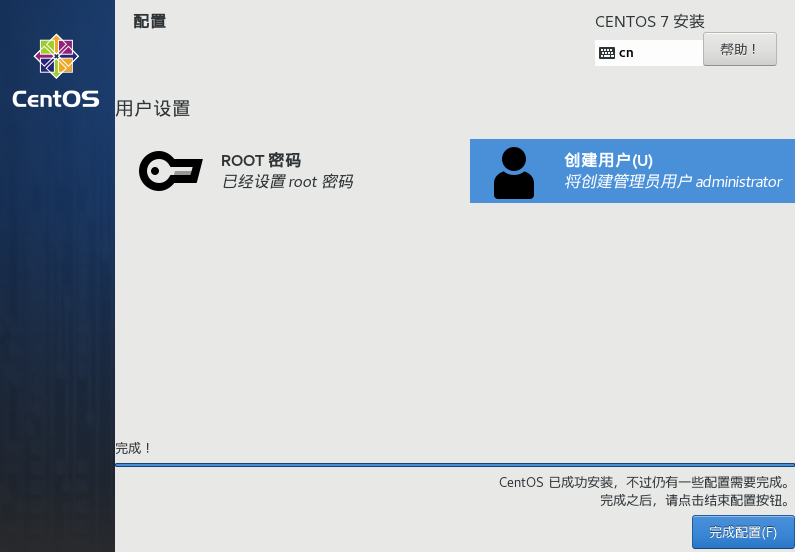 CentOS
配置
CENTOS 7 安装
cn
帮助！
用户设置
ROOT 密码
已经设置 root 密码
创建用户(U)
将创建管理员用户 administrator
完成！
CentOS 已成功安装，不过仍有一些配置需要完成。
完成之后，请点击结束配置按钮。
完成配置(F)